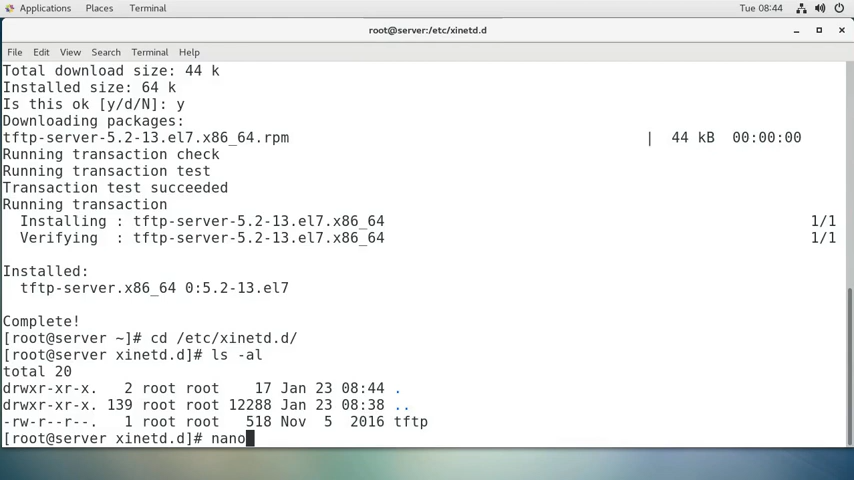 Applications Places Terminal Tue 08:44
root@server:/etc/xinetd.d
File Edit View Search Terminal Help
Total download size: 44 k
Installed size: 64 k
Is this ok [y/d/N]: y
Downloading packages:
tftp-server-5.2-13.el7.x86_64.rpm | 44 kB 00:00:00
Running transaction check
Running transaction test
Transaction test succeeded
Running transaction
Installing : tftp-server-5.2-13.el7.x86_64 1/1
Verifying : tftp-server-5.2-13.el7.x86_64 1/1
Installed:
tftp-server.x86_64 0:5.2-13.el7
Complete!
[root@server ~]# cd /etc/xinetd.d/
[root@server xinetd.d]# ls -al
total 20
drwxr-xr-x. 2 root root 17 Jan 23 08:44 .
drwxr-xr-x. 139 root root 12288 Jan 23 08:38 ..
-rw-r--r--. 1 root root 518 Nov 5 2016 tftp
[root@server xinetd.d]# nano